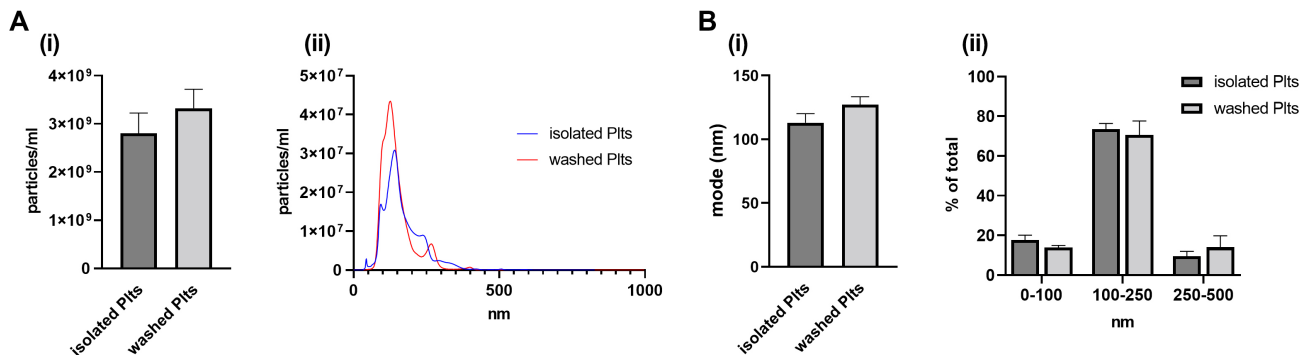 A
(i)
particles/ml
4×10⁹
3×10⁹
2×10⁹
1×10⁹
0
isolated Plts
washed Plts
(ii)
particles/ml
5×10⁷
4×10⁷
3×10⁷
2×10⁷
1×10⁷
0
0
500
1000
nm
isolated Plts
washed Plts
B
(i)
mode (nm)
150
100
50
0
isolated Plts
washed Plts
(ii)
% of total
100
80
60
40
20
0
0-100
100-250
250-500
nm
isolated Plts
washed Plts